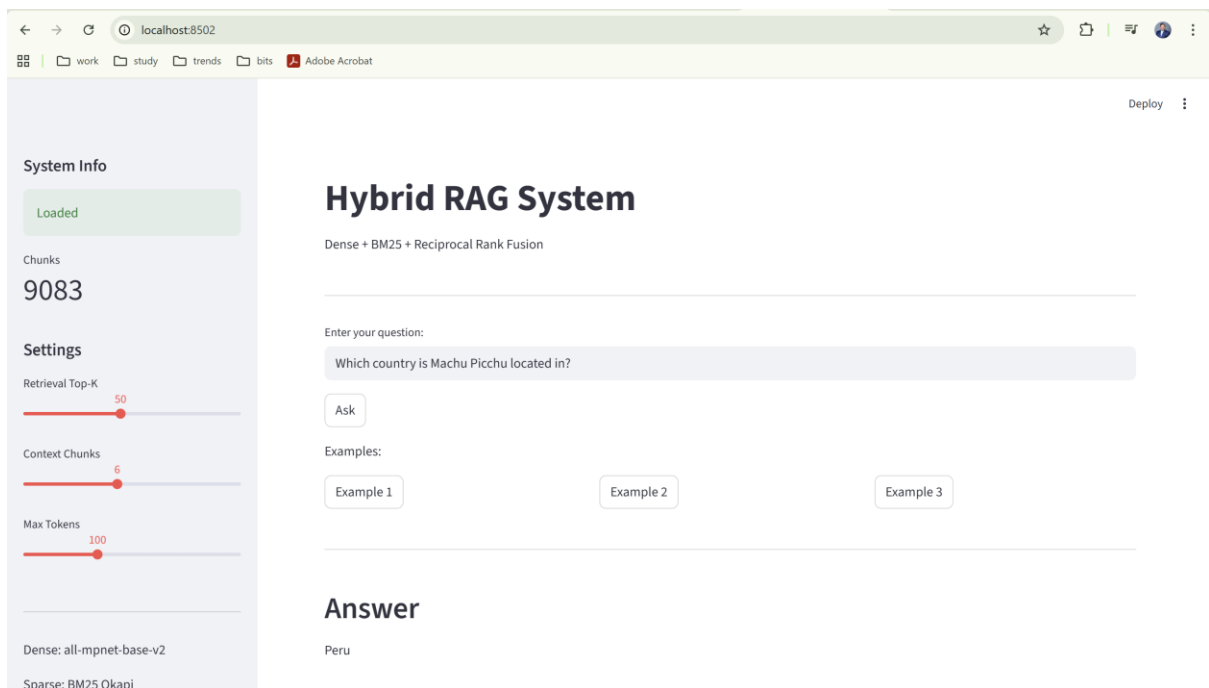 localhost:8502
work study trends bits Adobe Acrobat
Deploy
System Info
Loaded
Chunks
9083
Settings
Retrieval Top-K
50
Context Chunks
6
Max Tokens
100
Dense: all-mpnet-base-v2
Sparse: BM25 Okapi
Hybrid RAG System
Dense + BM25 + Reciprocal Rank Fusion
Enter your question:
Which country is Machu Picchu located in?
Ask
Examples:
Example 1 Example 2 Example 3
Answer
Peru